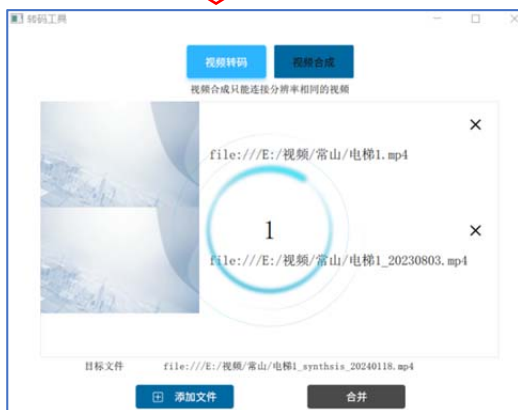 转码工具
视频转码 视频合成
视频合成只能连接分辨率相同的视频
file:///E:/视频/常山/电梯1.mp4
1
file:///E:/视频/常山/电梯1_20230803.mp4
目标文件 file:///E:/视频/常山/电梯1_synthsis_20240118.mp4
添加文件 合并